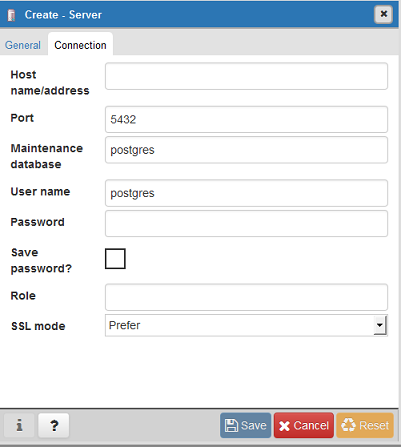 Create - Server
General Connection
Host
name/address
Port 5432
Maintenance
database postgres
User name postgres
Password
Save
password?
Role
SSL mode Prefer
i ? Save Cancel Reset